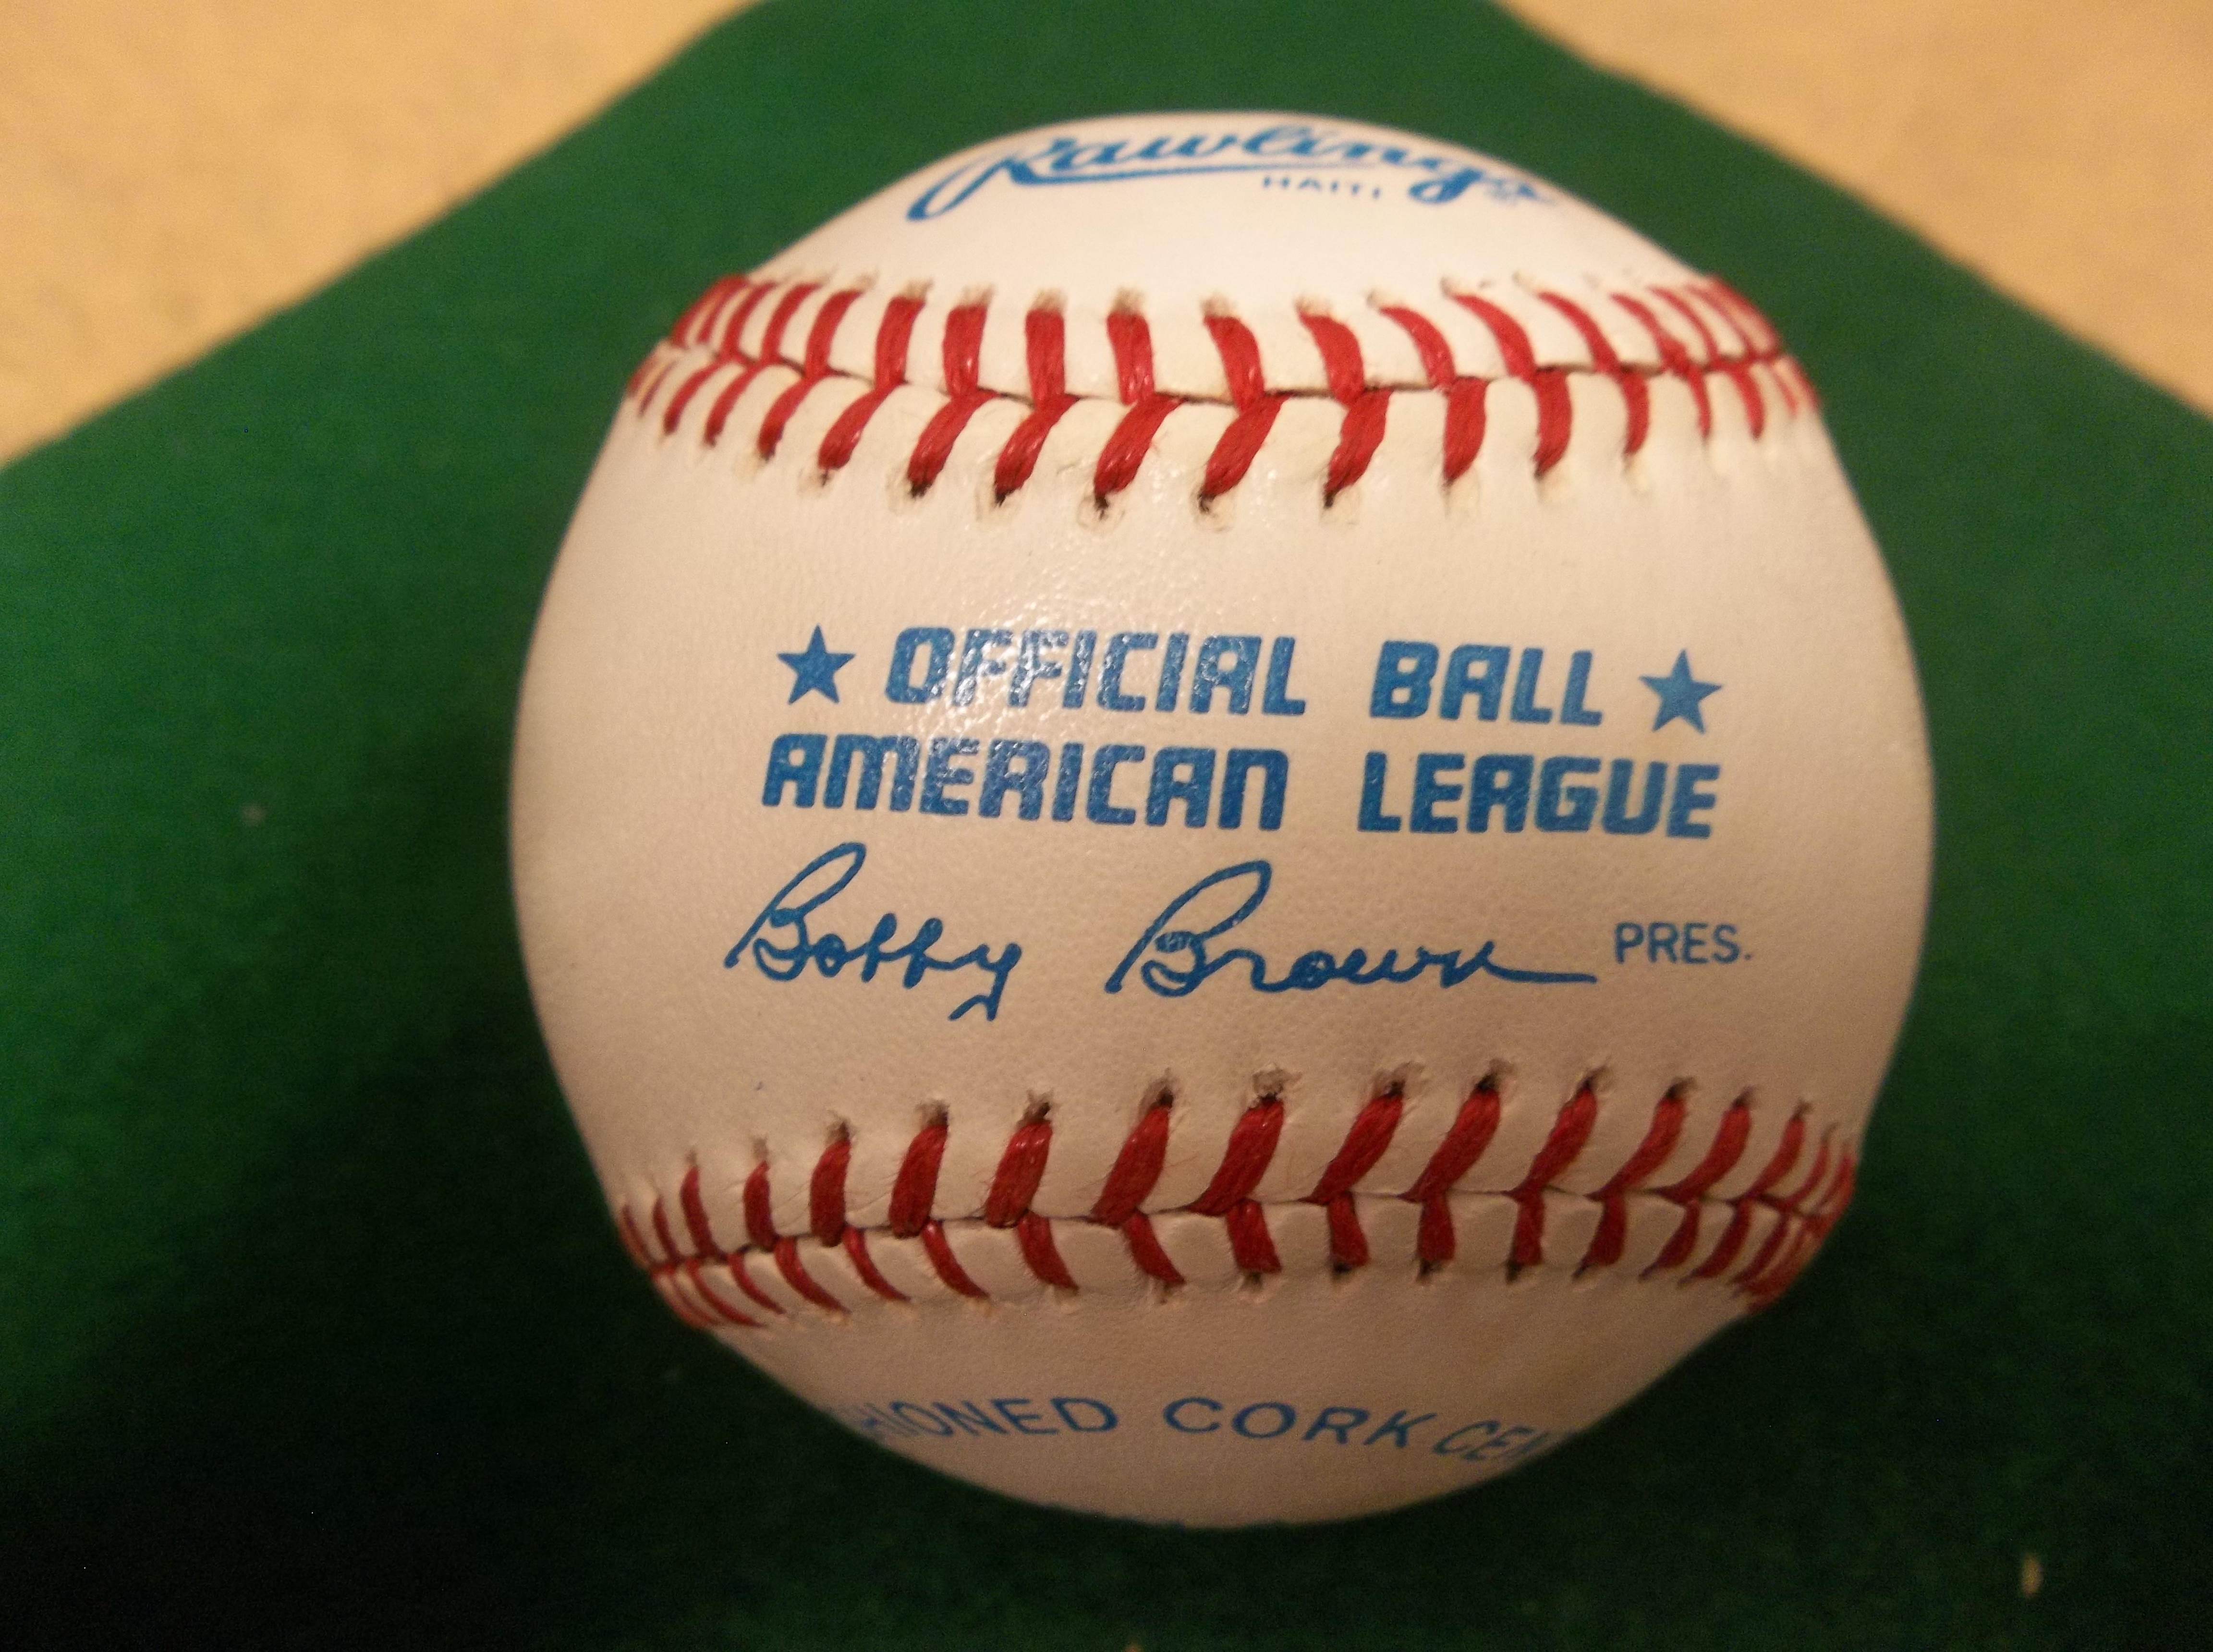 Rawlings
HAITI
★ OFFICIAL BALL ★
AMERICAN LEAGUE
Bobby Brown PRES.
CORK